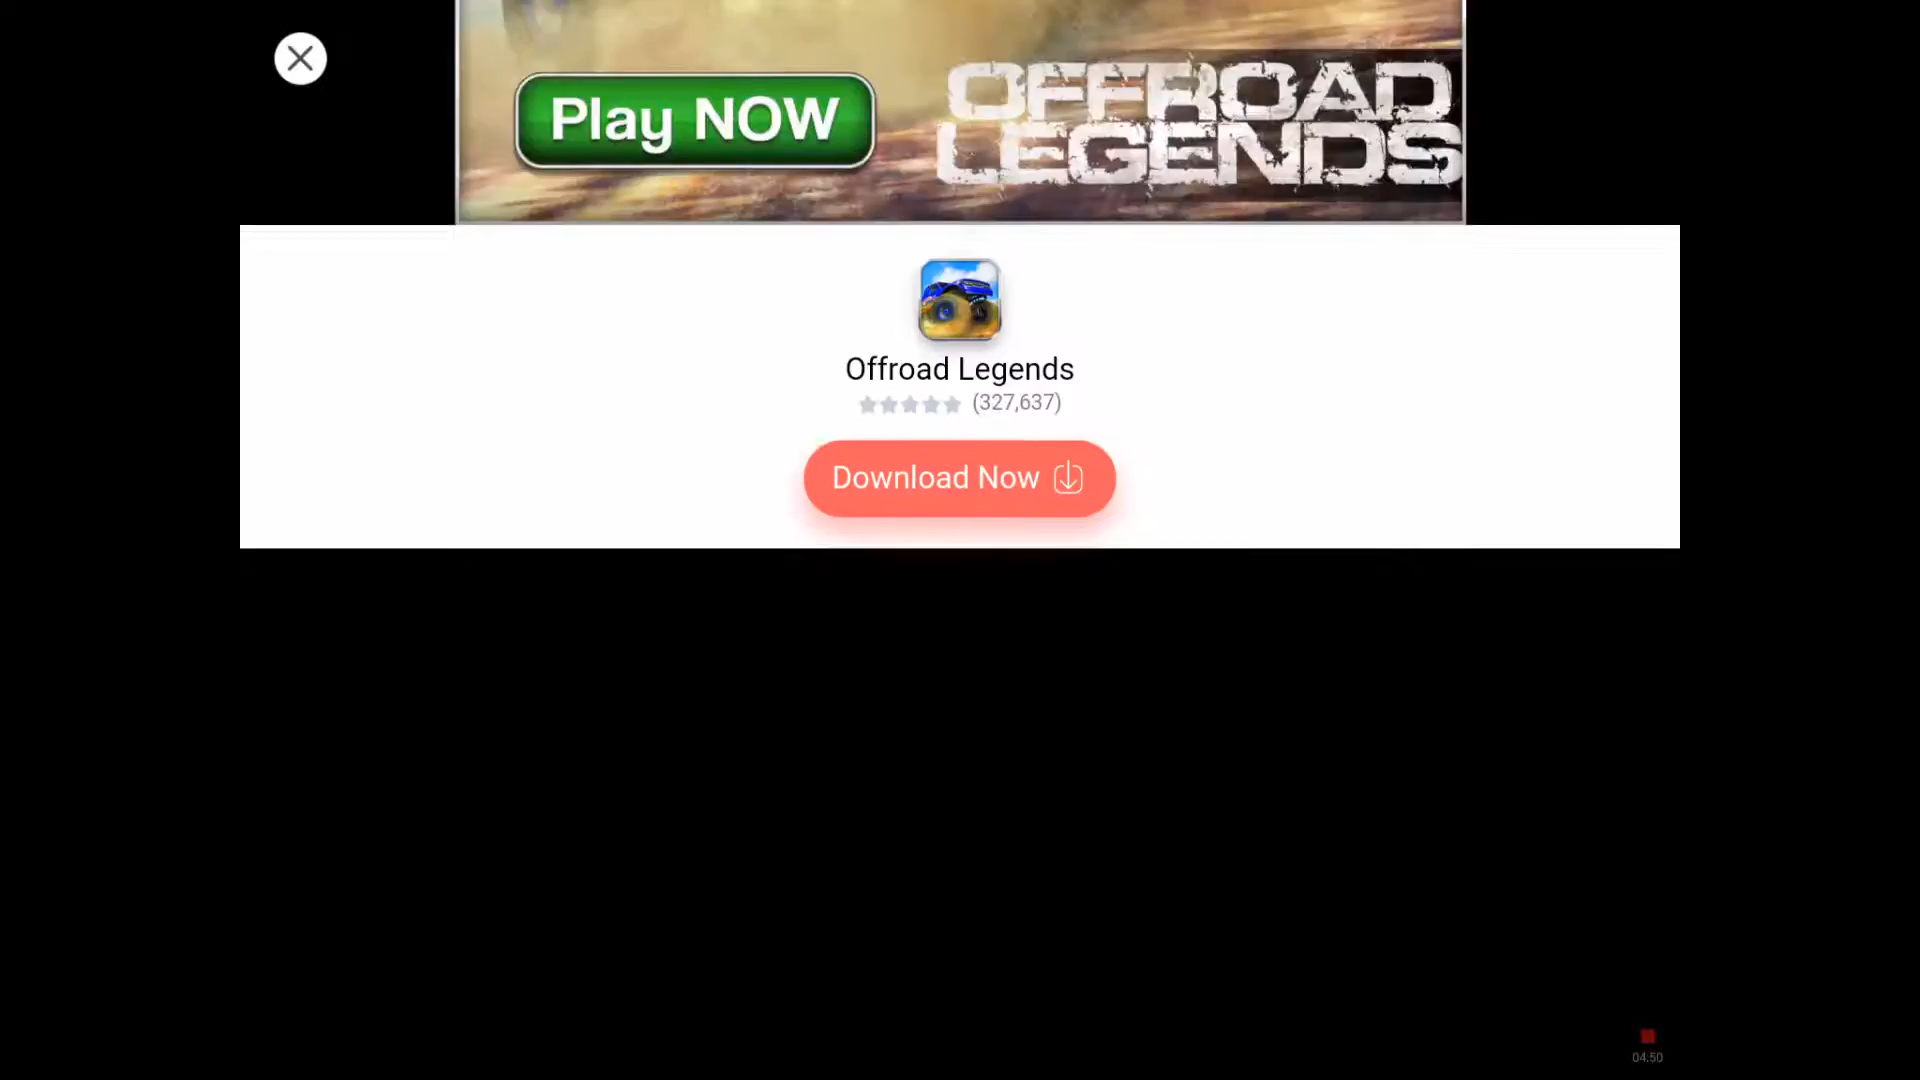 Play NOW
OFFROAD
LEGENDS
Offroad Legends
(327,637)
Download Now
04:50